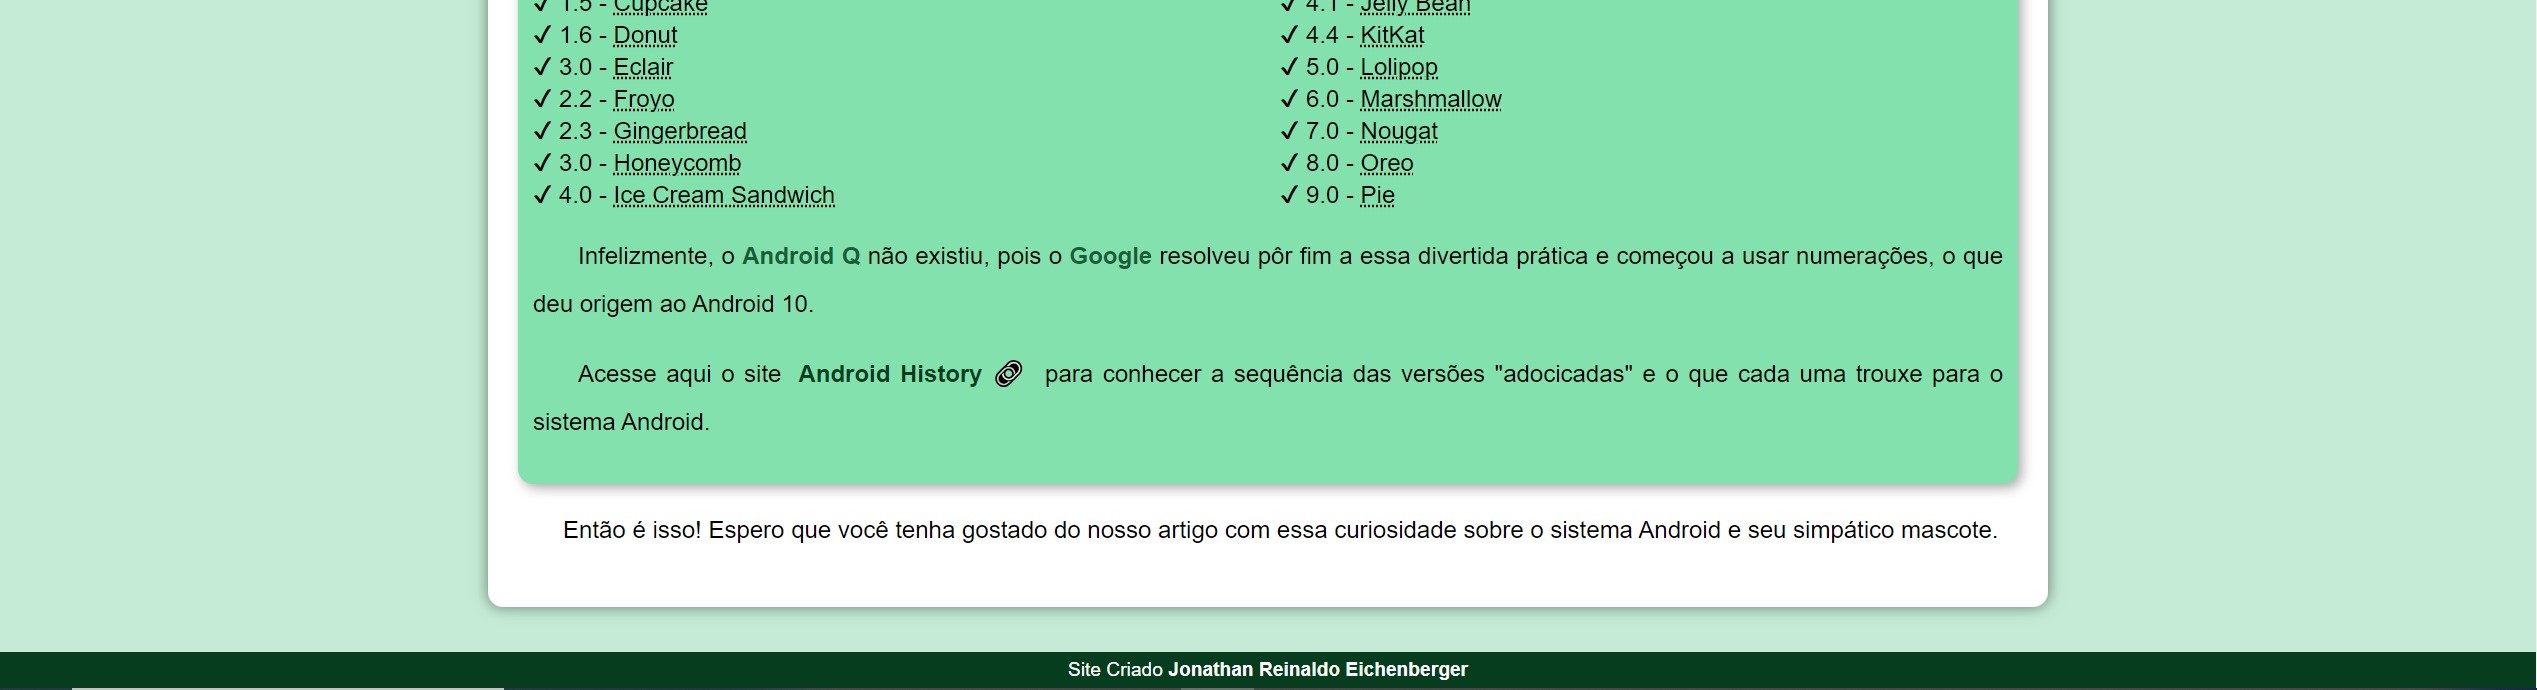 ✓ 1.5 - Cupcake
✓ 1.6 - Donut
✓ 3.0 - Eclair
✓ 2.2 - Froyo
✓ 2.3 - Gingerbread
✓ 3.0 - Honeycomb
✓ 4.0 - Ice Cream Sandwich
✓ 4.1 - Jelly Bean
✓ 4.4 - KitKat
✓ 5.0 - Lolipop
✓ 6.0 - Marshmallow
✓ 7.0 - Nougat
✓ 8.0 - Oreo
✓ 9.0 - Pie
Infelizmente, o Android Q não existiu, pois o Google resolveu pôr fim a essa divertida prática e começou a usar numerações, o que
deu origem ao Android 10.
Acesse aqui o site Android History para conhecer a sequência das versões "adocicadas" e o que cada uma trouxe para o
sistema Android.
Então é isso! Espero que você tenha gostado do nosso artigo com essa curiosidade sobre o sistema Android e seu simpático mascote.
Site Criado Jonathan Reinaldo Eichenberger